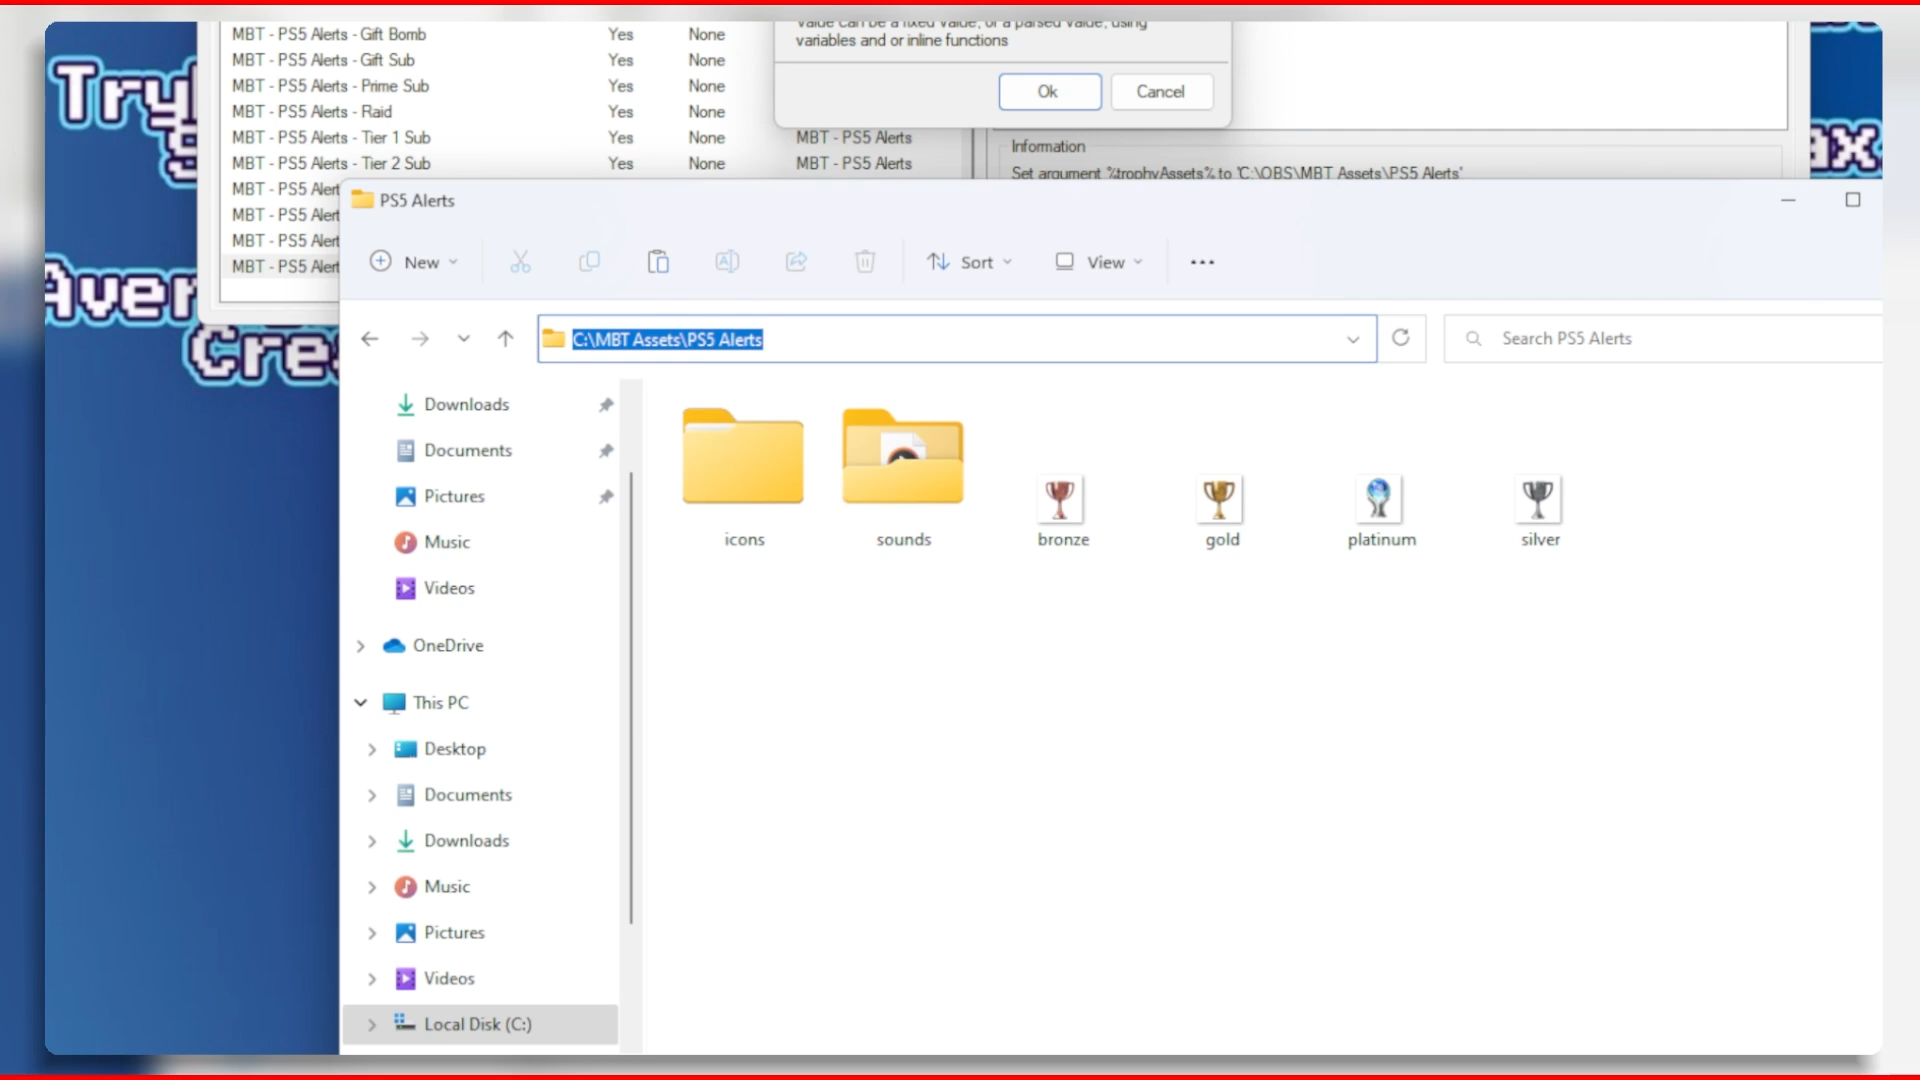 MBT - PS5 Alerts - Gift Bomb Yes None
MBT - PS5 Alerts - Gift Sub Yes None
MBT - PS5 Alerts - Prime Sub Yes None
MBT - PS5 Alerts - Raid Yes None
MBT - PS5 Alerts - Tier 1 Sub Yes None MBT - PS5 Alerts
MBT - PS5 Alerts - Tier 2 Sub Yes None MBT - PS5 Alerts
MBT - PS5 Alert
MBT - PS5 Alert
MBT - PS5 Alert
MBT - PS5 Alert
Value can be a fixed value, or a parsed value, using
variables and or inline functions
Ok Cancel
Information
Set argument %trophyAssets% to 'C:\OBS\MBT Assets\PS5 Alerts'
Aver
Cre
PS5 Alerts
New Sort View
C:\MBT Assets\PS5 Alerts
Search PS5 Alerts
Downloads
Documents
Pictures
Music
Videos
OneDrive
This PC
Desktop
Documents
Downloads
Music
Pictures
Videos
Local Disk (C:)
icons sounds bronze gold platinum silver